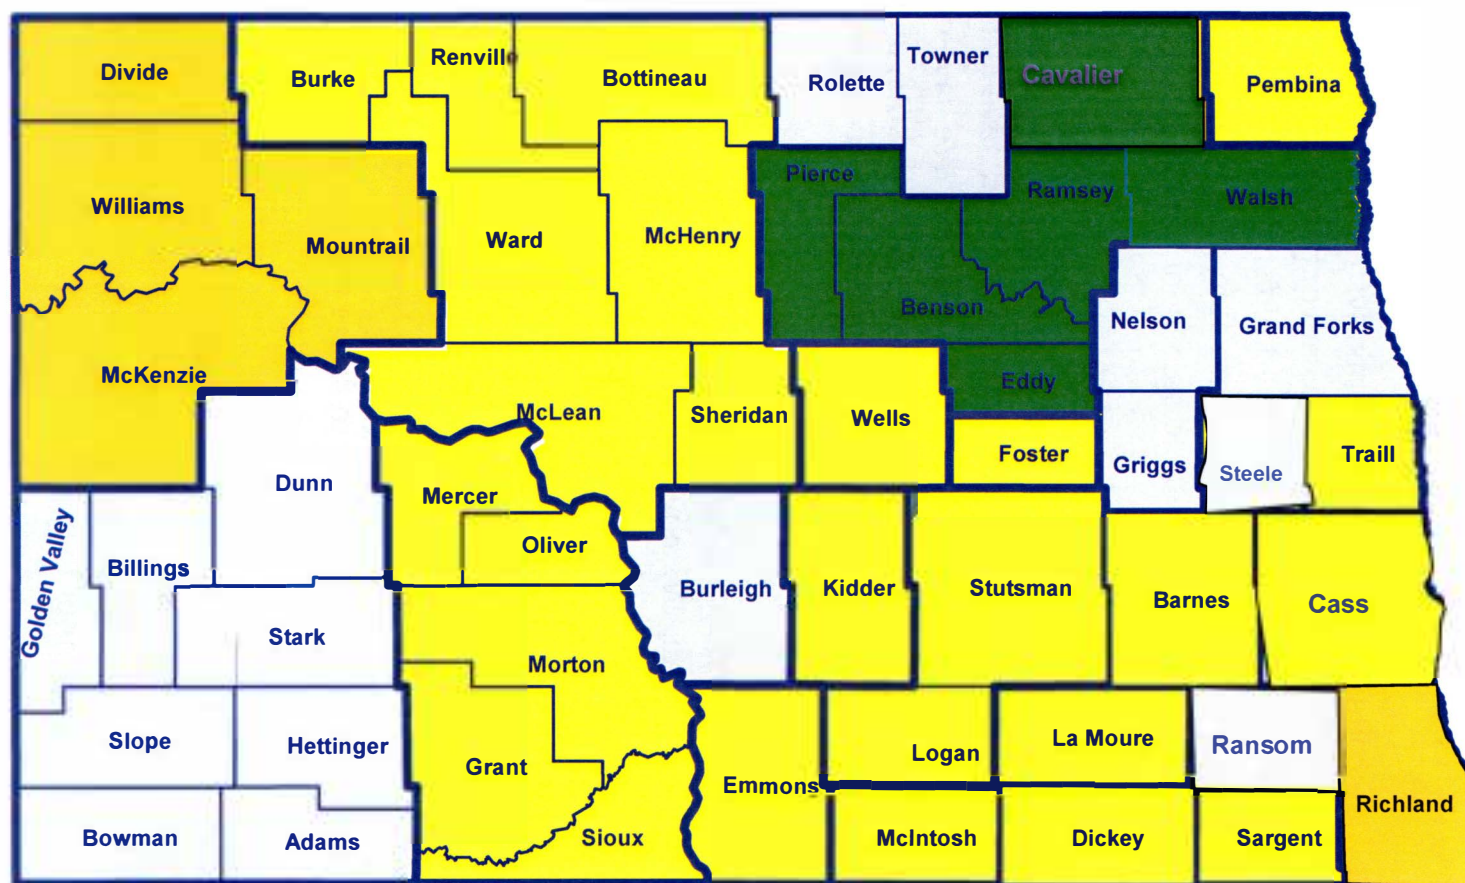 Divide
Burke
Renville
Bottineau
Rolette
Towner
Cavalier
Pembina
Williams
Mountrail
Ward
McHenry
Pierce
Ramsey
Walsh
Benson
Nelson
Grand Forks
McKenzie
McLean
Sheridan
Wells
Eddy
Foster
Griggs
Steele
Traill
Dunn
Mercer
Oliver
Golden Valley
Billings
Burleigh
Kidder
Stutsman
Barnes
Cass
Stark
Morton
Slope
Hettinger
Grant
Emmons
Logan
La Moure
Ransom
Richland
Bowman
Adams
Sioux
McIntosh
Dickey
Sargent